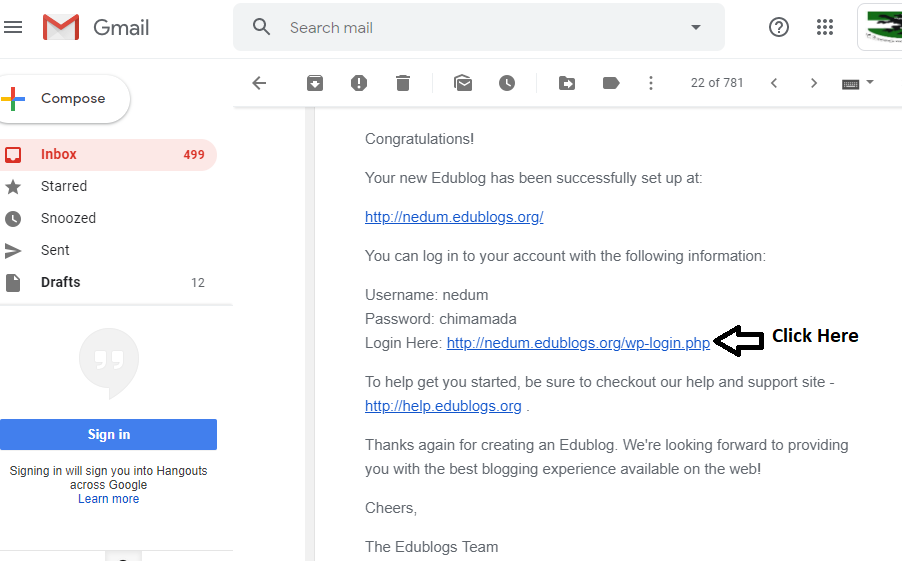 Gmail
Search mail
Compose
22 of 781
Inbox 499
Starred
Snoozed
Sent
Drafts 12
Sign in
Signing in will sign you into Hangouts
across Google
Learn more
Congratulations!
Your new Edublog has been successfully set up at:
http://nedum.edublogs.org/
You can log in to your account with the following information:
Username: nedum
Password: chimamada
Login Here: http://nedum.edublogs.org/wp-login.php Click Here
To help get you started, be sure to checkout our help and support site -
http://help.edublogs.org .
Thanks again for creating an Edublog. We're looking forward to providing
you with the best blogging experience available on the web!
Cheers,
The Edublogs Team